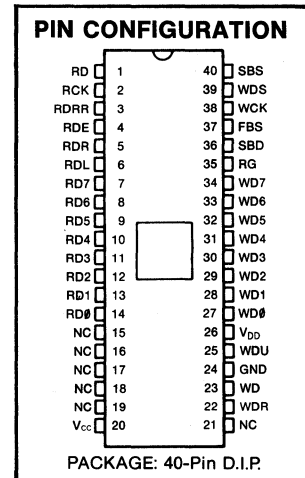 PIN CONFIGURATION
RD 1 40 SBS
RCK 2 39 WDS
RDRR 3 38 WCK
RDE 4 37 FBS
RDR 5 36 SBD
RDL 6 35 RG
RD7 7 34 WD7
RD6 8 33 WD6
RD5 9 32 WD5
RD4 10 31 WD4
RD3 11 30 WD3
RD2 12 29 WD2
RD1 13 28 WD1
RDØ 14 27 WDØ
NC 15 26 VDD
NC 16 25 WDU
NC 17 24 GND
NC 18 23 WD
NC 19 22 WDR
Vcc 20 21 NC
PACKAGE: 40-Pin D.I.P.